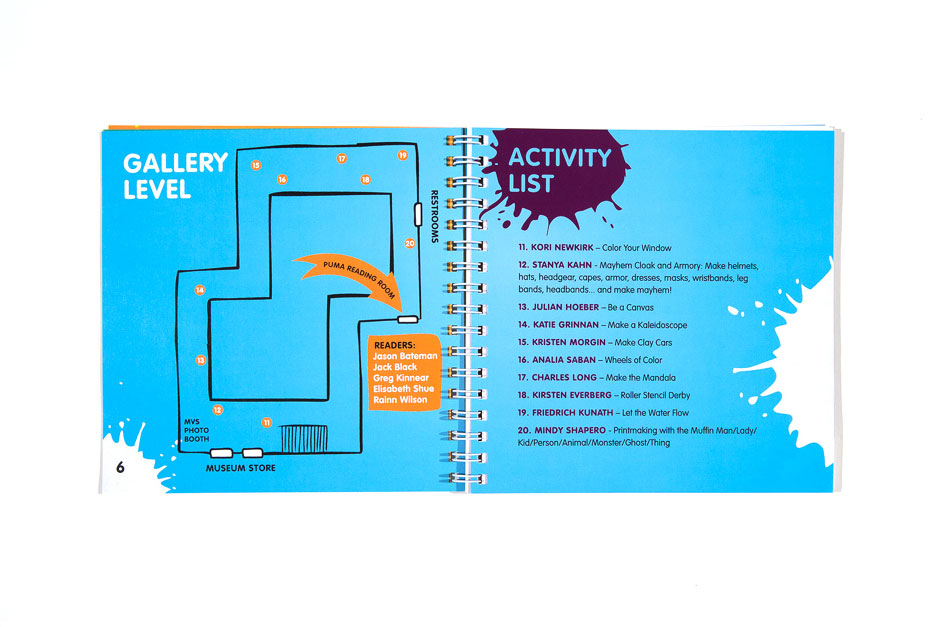 GALLERY
LEVEL
15
17
19
16
18
RESTROOMS
20
PUMA READING ROOM
14
READERS:
Jason Bateman
Jack Black
Greg Kinnear
Elisabeth Shue
Rainn Wilson
13
12
11
MVS
PHOTO
BOOTH
MUSEUM STORE
6
ACTIVITY
LIST
11. KORI NEWKIRK – Color Your Window
12. STANYA KAHN - Mayhem Cloak and Armory: Make helmets,
hats, headgear, capes, armor, dresses, masks, wristbands, leg
bands, headbands... and make mayhem!
13. JULIAN HOEBER – Be a Canvas
14. KATIE GRINNAN – Make a Kaleidoscope
15. KRISTEN MORGIN – Make Clay Cars
16. ANALIA SABAN – Wheels of Color
17. CHARLES LONG – Make the Mandala
18. KIRSTEN EVERBERG – Roller Stencil Derby
19. FRIEDRICH KUNATH – Let the Water Flow
20. MINDY SHAPERO - Printmaking with the Muffin Man/Lady/
Kid/Person/Animal/Monster/Ghost/Thing